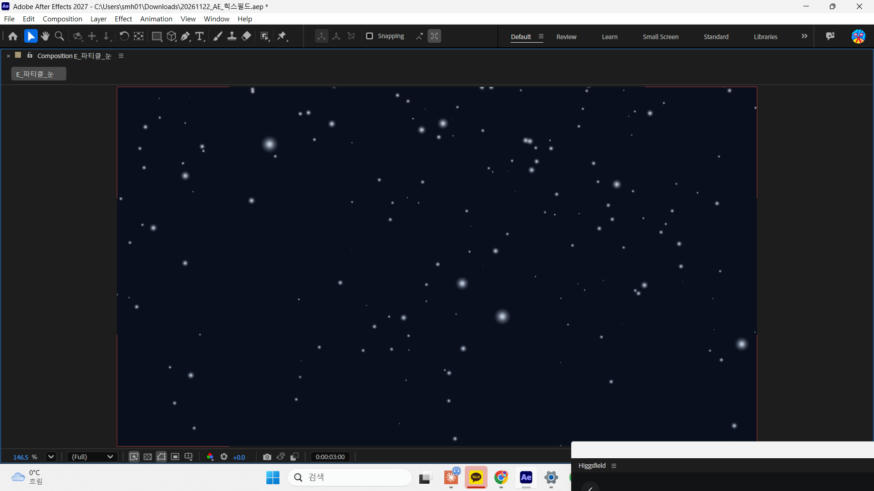 Adobe After Effects 2027 - C:\Users\smh01\Downloads\20261122_AE_힉스필드.aep *
File Edit Composition Layer Effect Animation View Window Help
Snapping Default Review Learn Small Screen Standard Libraries
Composition E_파티클_눈
E_파티클_눈
146.5 % (Full) +0.0 0:00:03:00
Higgsfield
0°C
흐림
검색
Ae